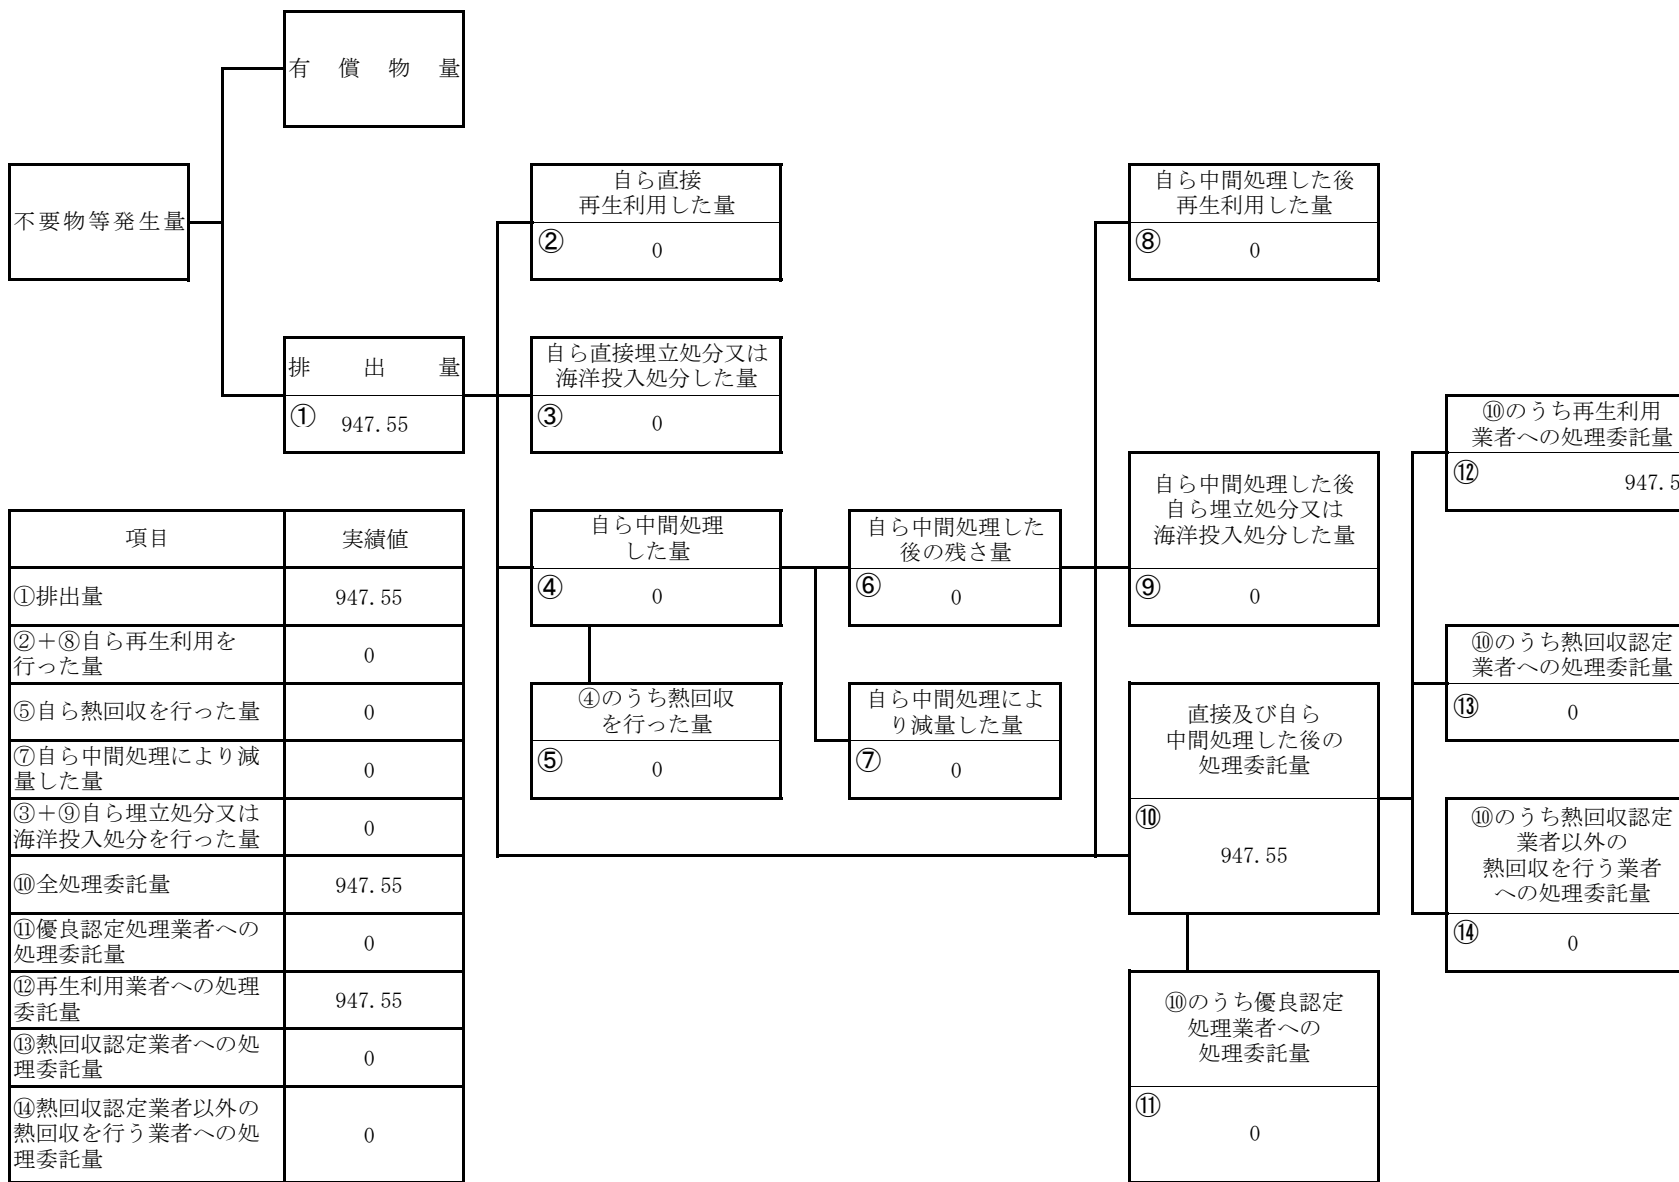 有償物量
不要物等発生量
排出量
① 947.55
自ら直接
再生利用した量
② 0
自ら直接埋立処分又は
海洋投入処分した量
③ 0
自ら中間処理
した量
④ 0
④のうち熱回収
を行った量
⑤ 0
自ら中間処理した
後の残さ量
⑥ 0
自ら中間処理によ
り減量した量
⑦ 0
自ら中間処理した後
再生利用した量
⑧ 0
自ら中間処理した後
自ら埋立処分又は
海洋投入処分した量
⑨ 0
直接及び自ら
中間処理した後の
処理委託量
⑩
947.55
⑩のうち優良認定
処理業者への
処理委託量
⑪
0
⑩のうち再生利用
業者への処理委託量
⑫ 947.5
⑩のうち熱回収認定
業者への処理委託量
⑬ 0
⑩のうち熱回収認定
業者以外の
熱回収を行う業者
への処理委託量
⑭ 0
項目 実績値
①排出量 947.55
②+⑧自ら再生利用を
行った量 0
⑤自ら熱回収を行った量 0
⑦自ら中間処理により減
量した量 0
③+⑨自ら埋立処分又は
海洋投入処分を行った量 0
⑩全処理委託量 947.55
⑪優良認定処理業者への
処理委託量 0
⑫再生利用業者への処理
委託量 947.55
⑬熱回収認定業者への処
理委託量 0
⑭熱回収認定業者以外の
熱回収を行う業者への処
理委託量 0